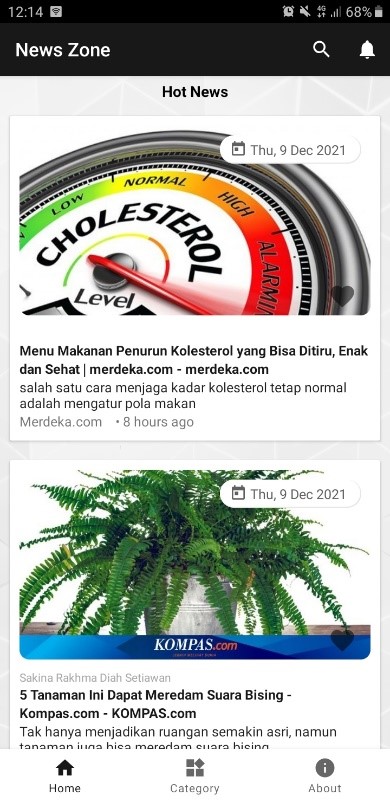 12:14
4G
68%
News Zone
Hot News
Thu, 9 Dec 2021
LOW
NORMAL
HIGH
CHOLESTEROL
Level
Menu Makanan Penurun Kolesterol yang Bisa Ditiru, Enak
dan Sehat | merdeka.com - merdeka.com
salah satu cara menjaga kadar kolesterol tetap normal
adalah mengatur pola makan
Merdeka.com • 8 hours ago
Thu, 9 Dec 2021
KOMPAS.com
Sakina Rakhma Diah Setiawan
5 Tanaman Ini Dapat Meredam Suara Bising -
Kompas.com - KOMPAS.com
Tak hanya menjadikan ruangan semakin asri, namun
tanaman juga bisa meredam suara bising
Home
Category
About